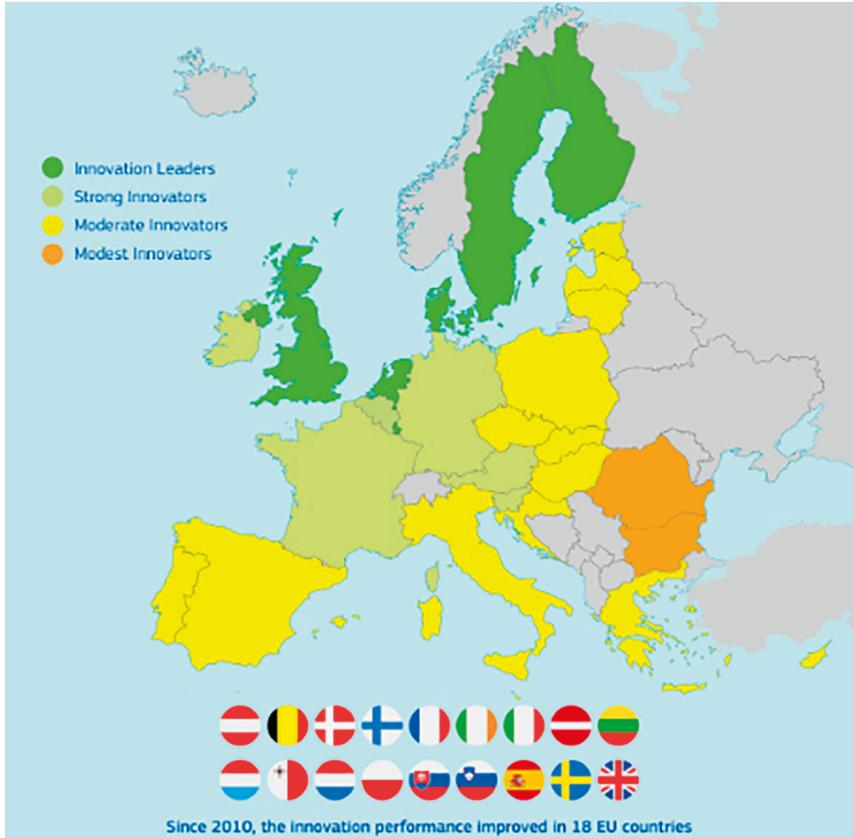 Innovation Leaders
Strong Innovators
Moderate Innovators
Modest Innovators
Since 2010, the innovation performance improved in 18 EU countries